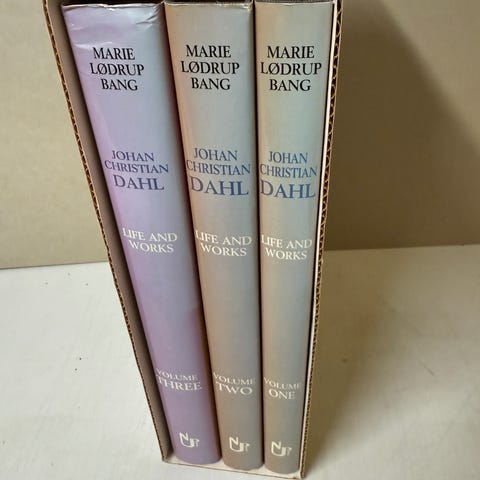 MARIE
LØDRUP
BANG
JOHAN
CHRISTIAN
DAHL
LIFE AND
WORKS
VOLUME
THREE
MARIE
LØDRUP
BANG
JOHAN
CHRISTIAN
DAHL
LIFE AND
WORKS
VOLUME
TWO
MARIE
LØDRUP
BANG
JOHAN
CHRISTIAN
DAHL
LIFE AND
WORKS
VOLUME
ONE